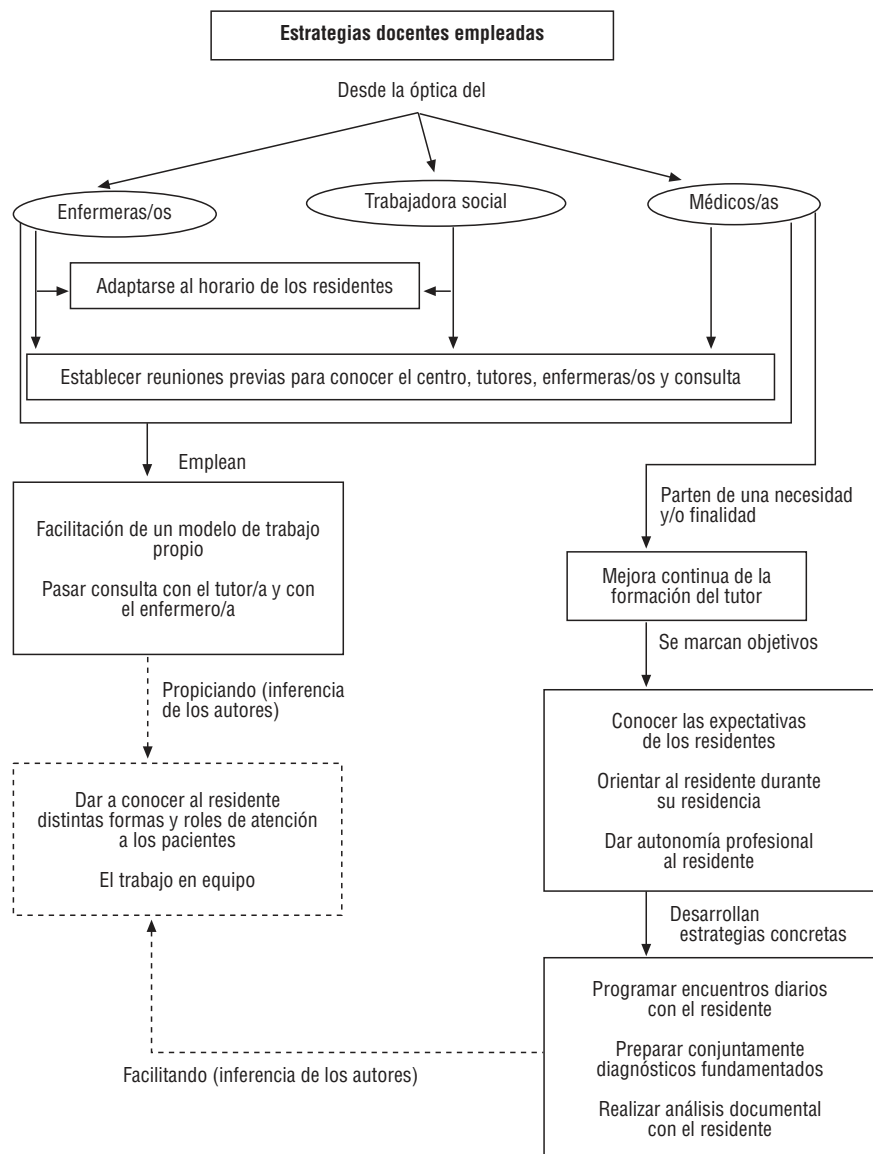 Estrategias docentes empleadas
Desde la óptica del
Enfermeras/os
Trabajadora social
Médicos/as
Adaptarse al horario de los residentes
Establecer reuniones previas para conocer el centro, tutores, enfermeras/os y consulta
Emplean
Facilitación de un modelo de trabajo
propio
Pasar consulta con el tutor/a y con
el enfermero/a
Propiciando (inferencia
de los autores)
Dar a conocer al residente
distintas formas y roles de atención
a los pacientes
El trabajo en equipo
Parten de una necesidad
y/o finalidad
Mejora continua de la
formación del tutor
Se marcan objetivos
Conocer las expectativas
de los residentes
Orientar al residente durante
su residencia
Dar autonomía profesional
al residente
Desarrollan
estrategias concretas
Programar encuentros diarios
con el residente
Preparar conjuntamente
diagnósticos fundamentados
Realizar análisis documental
con el residente
Facilitando (inferencia de los autores)